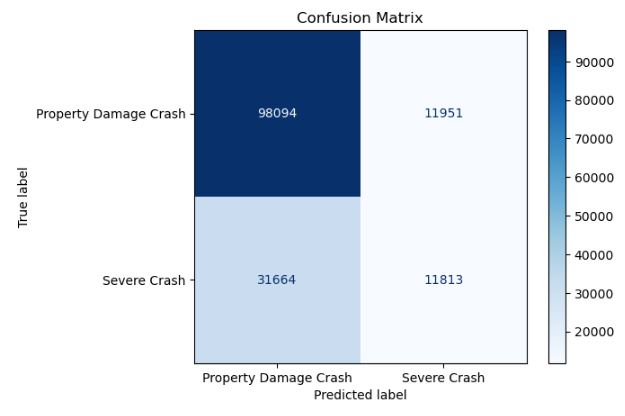 Confusion Matrix
True label
Property Damage Crash
98094
11951
Severe Crash
31664
11813
Property Damage Crash
Severe Crash
Predicted label
90000
80000
70000
60000
50000
40000
30000
20000